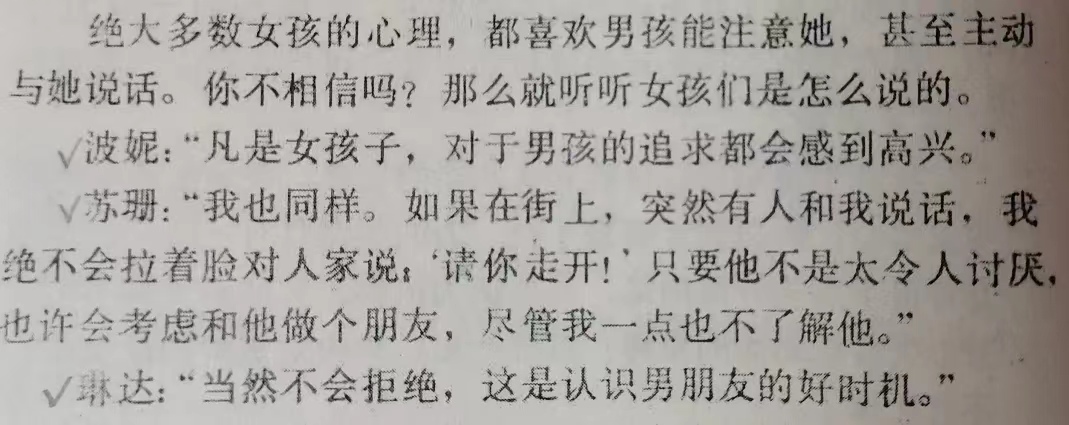 绝大多数女孩的心理，都喜欢男孩能注意她，甚至主动
与她说话。你不相信吗？那么就听听女孩们是怎么说的。
√波妮：“凡是女孩子，对于男孩的追求都会感到高兴。”
√苏珊：“我也同样。如果在街上，突然有人和我说话，我
绝不会拉着脸对人家说：‘请你走开！’只要他不是太令人讨厌，
也许会考虑和他做个朋友，尽管我一点也不了解他。”
√琳达：“当然不会拒绝，这是认识男朋友的好时机。”